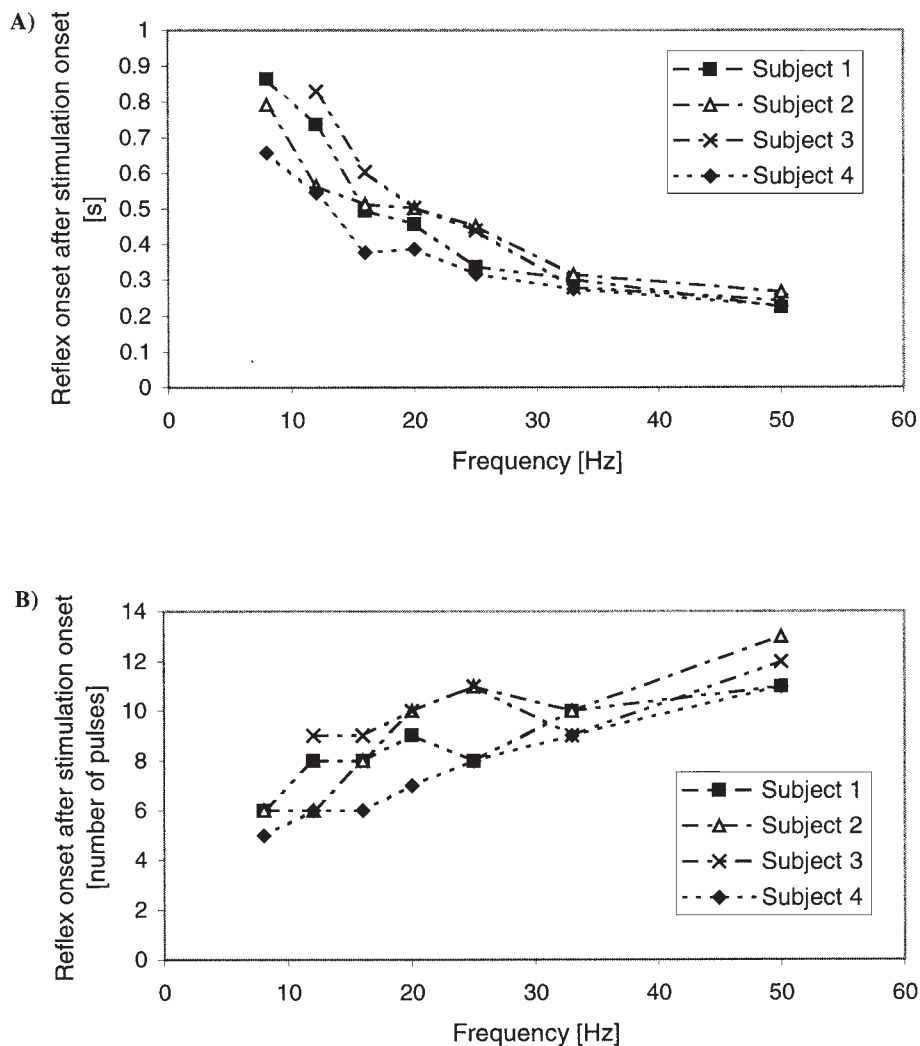 A)
Reflex onset after stimulation onset
[s]
1
0.9
0.8
0.7
0.6
0.5
0.4
0.3
0.2
0.1
0
0 10 20 30 40 50 60
Frequency [Hz]
Subject 1
Subject 2
Subject 3
Subject 4
B)
Reflex onset after stimulation onset
[number of pulses]
14
12
10
8
6
4
2
0
0 10 20 30 40 50 60
Frequency [Hz]
Subject 1
Subject 2
Subject 3
Subject 4